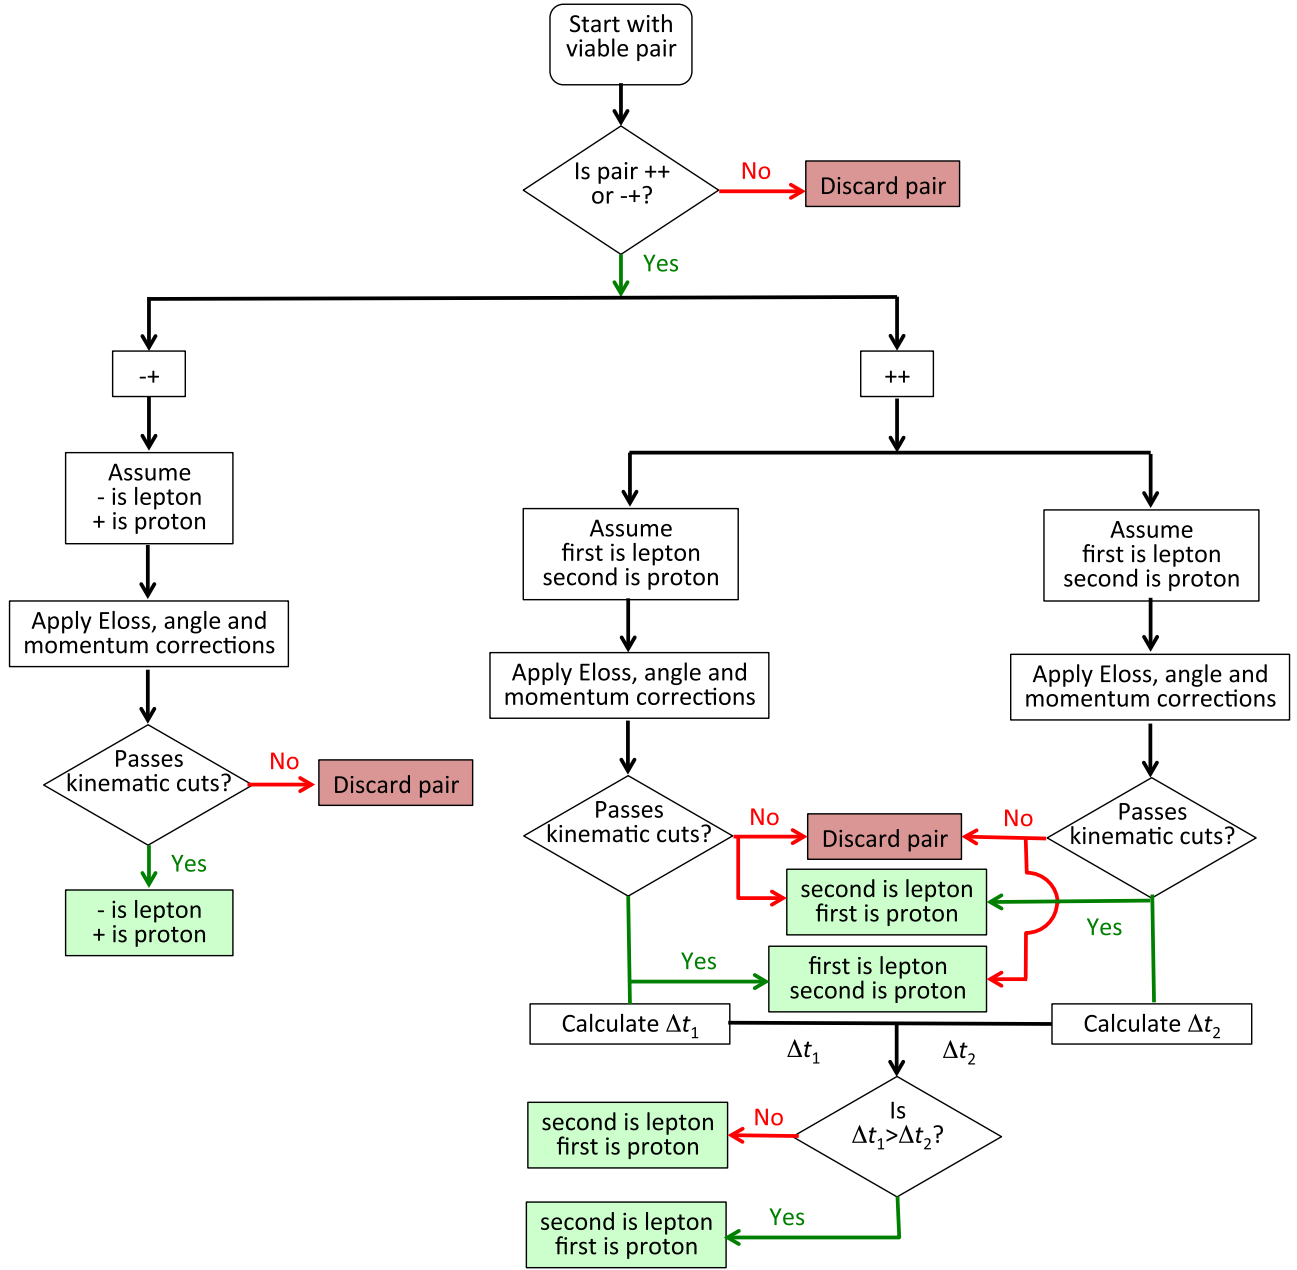 Start with
viable pair
Is pair ++
or -+?
No
Discard pair
Yes
-+
++
Assume
- is lepton
+ is proton
Assume
first is lepton
second is proton
Assume
first is lepton
second is proton
Apply Eloss, angle and
momentum corrections
Apply Eloss, angle and
momentum corrections
Apply Eloss, angle and
momentum corrections
Passes
kinematic cuts?
No
Discard pair
Passes
kinematic cuts?
No
Discard pair
No
Passes
kinematic cuts?
Yes
- is lepton
+ is proton
second is lepton
first is proton
Yes
Yes
first is lepton
second is proton
Calculate Δt1
Calculate Δt2
Δt1
Δt2
Is
Δt1>Δt2?
No
second is lepton
first is proton
Yes
second is lepton
first is proton